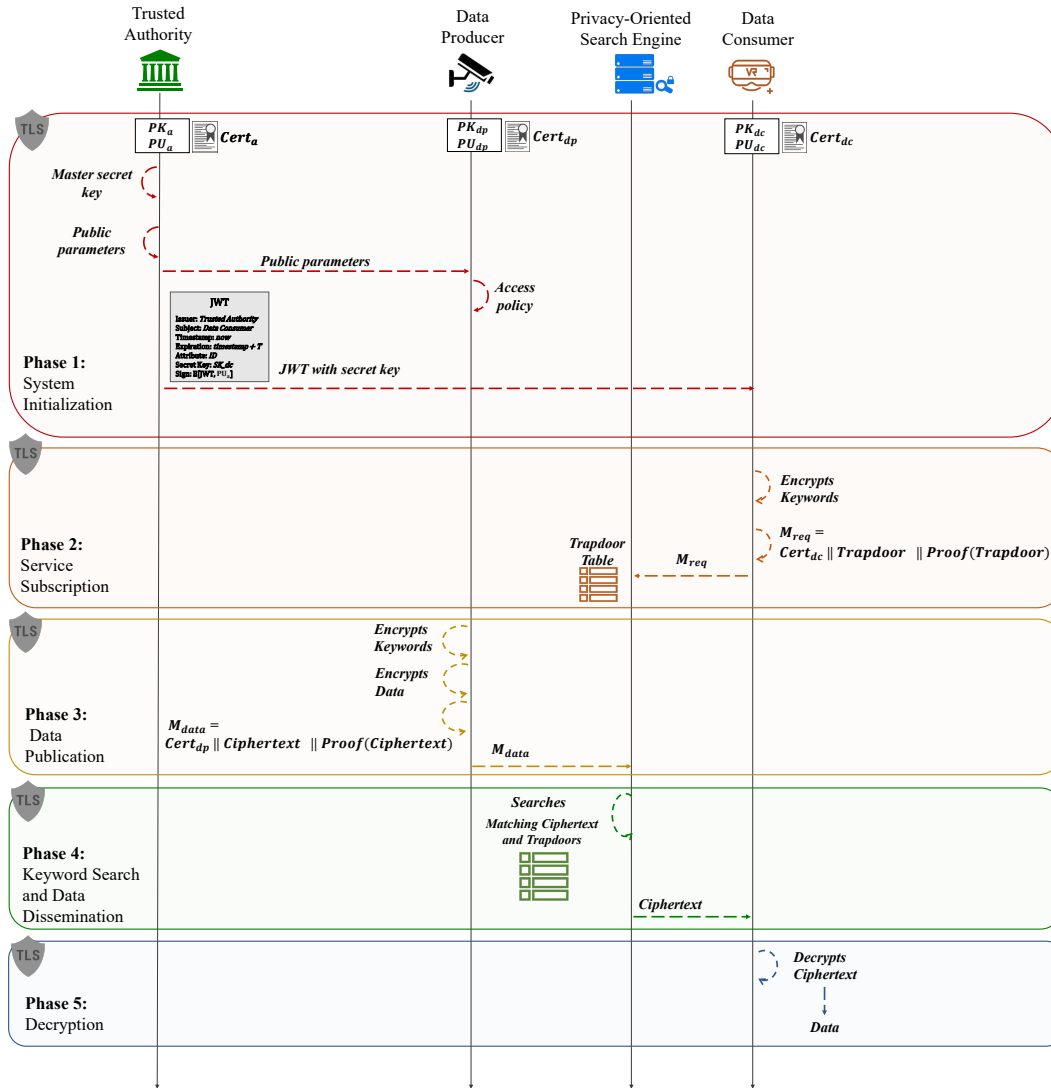 Trusted
Authority
Data
Producer
Privacy-Oriented
Search Engine
Data
Consumer
VR
TLS
PK_a
PU_a
Cert_a
PK_dp
PU_dp
Cert_dp
PK_dc
PU_dc
Cert_dc
Master secret
key
Public
parameters
Public parameters
Access
policy
JWT
Issuer: Trusted Authority
Subject: Data Consumer
Timestamp: now
Expiration: timestamp + T
Attribute: ID
Secret Key: SK_dc
Sign: E[JWT, PU_a]
JWT with secret key
Phase 1:
System
Initialization
TLS
Encrypts
Keywords
M_req =
Cert_dc || Trapdoor || Proof(Trapdoor)
M_req
Trapdoor
Table
Phase 2:
Service
Subscription
TLS
Encrypts
Keywords
Encrypts
Data
M_data =
Cert_dp || Ciphertext || Proof(Ciphertext)
M_data
Phase 3:
Data
Publication
TLS
Searches
Matching Ciphertext
and Trapdoors
Ciphertext
Phase 4:
Keyword Search
and Data
Dissemination
TLS
Decrypts
Ciphertext
Data
Phase 5:
Decryption